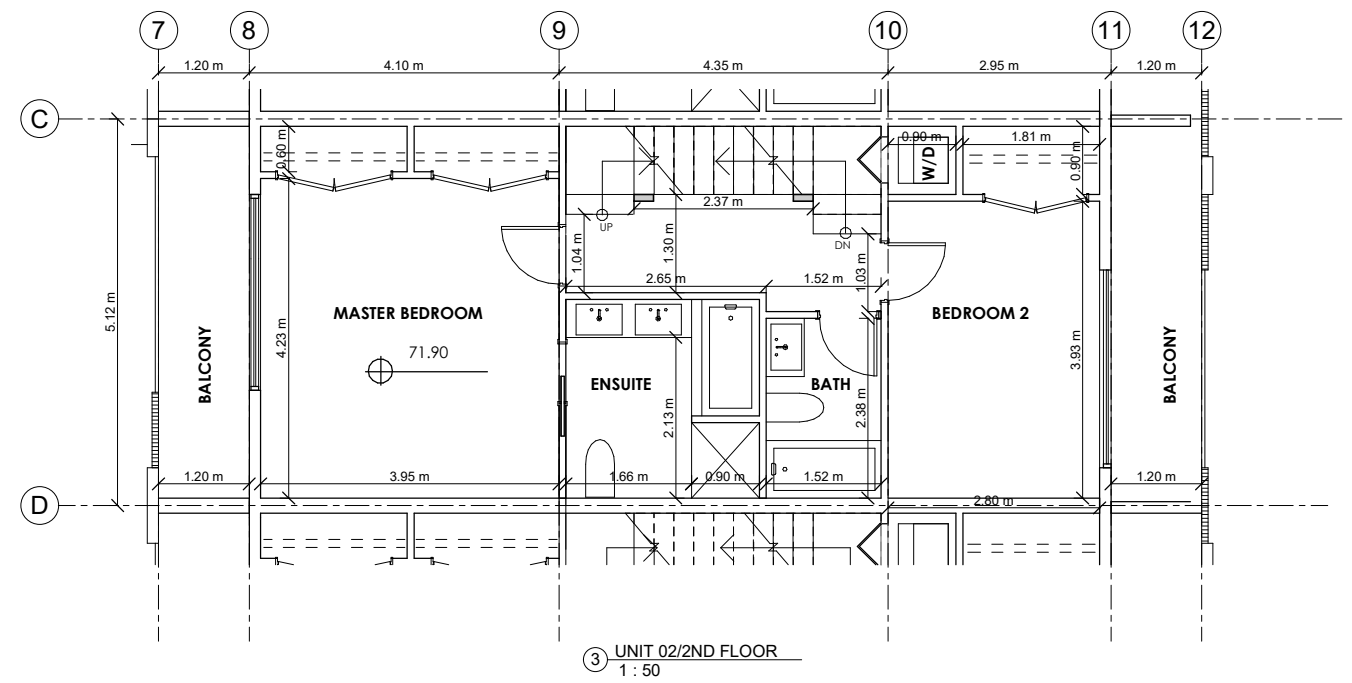 7
8
9
10
11
12
1.20 m
4.10 m
4.35 m
2.95 m
1.20 m
C
0.60 m
0.90 m
1.81 m
W/D
0.90 m
2.37 m
UP
DN
1.04 m
1.30 m
1.03 m
2.65 m
1.52 m
5.12 m
MASTER BEDROOM
BEDROOM 2
4.23 m
71.90
3.93 m
BALCONY
ENSUITE
BATH
BALCONY
2.13 m
2.38 m
1.20 m
3.95 m
1.66 m
0.90 m
1.52 m
1.20 m
2.80 m
D
3
UNIT 02/2ND FLOOR
1 : 50